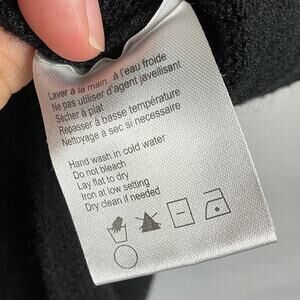 Laver à la main à l'eau froide
Ne pas utiliser d'agent javellisant
Sécher à plat
Repasser à basse température
Nettoyage à sec si necessaire
Hand wash in cold water
Do not bleach
Lay flat to dry
Iron at low setting
Dry clean if needed